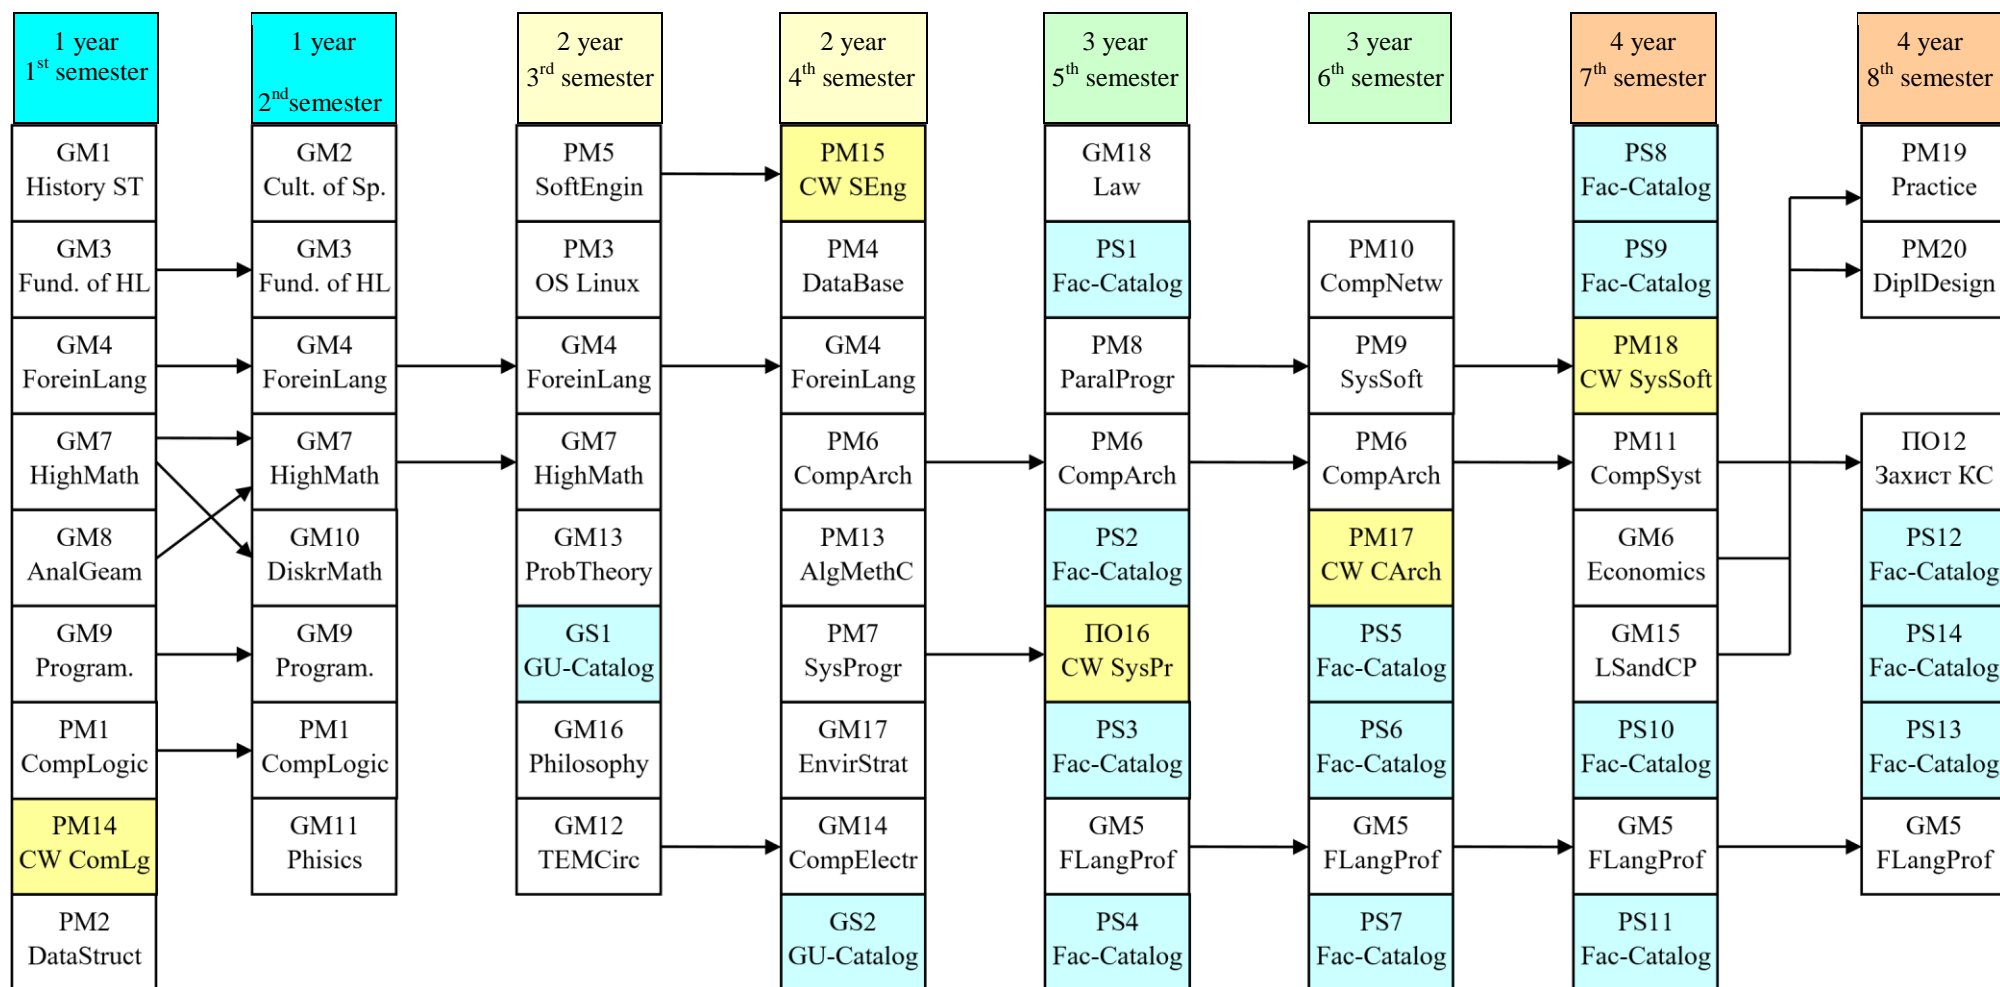 1 year
1st semester
GM1
History ST
GM3
Fund. of HL
GM4
ForeinLang
GM7
HighMath
GM8
AnalGeam
GM9
Program.
PM1
CompLogic
PM14
CW ComLg
PM2
DataStruct
1 year
2ndsemester
GM2
Cult. of Sp.
GM3
Fund. of HL
GM4
ForeinLang
GM7
HighMath
GM10
DiskrMath
GM9
Program.
PM1
CompLogic
GM11
Phisics
2 year
3rd semester
PM5
SoftEngin
PM3
OS Linux
GM4
ForeinLang
GM7
HighMath
GM13
ProbTheory
GS1
GU-Catalog
GM16
Philosophy
GM12
TEMCirc
2 year
4th semester
PM15
CW SEng
PM4
DataBase
GM4
ForeinLang
PM6
CompArch
PM13
AlgMethC
PM7
SysProgr
GM17
EnvirStrat
GM14
CompElectr
GS2
GU-Catalog
3 year
5th semester
GM18
Law
PS1
Fac-Catalog
PM8
ParalProgr
PM6
CompArch
PS2
Fac-Catalog
ПО16
CW SysPr
PS3
Fac-Catalog
GM5
FLangProf
PS4
Fac-Catalog
3 year
6th semester
PM10
CompNetw
PM9
SysSoft
PM6
CompArch
PM17
CW CArch
PS5
Fac-Catalog
PS6
Fac-Catalog
GM5
FLangProf
PS7
Fac-Catalog
4 year
7th semester
PS8
Fac-Catalog
PS9
Fac-Catalog
PM18
CW SysSoft
PM11
CompSyst
GM6
Economics
GM15
LSandCP
PS10
Fac-Catalog
GM5
FLangProf
PS11
Fac-Catalog
4 year
8th semester
PM19
Practice
PM20
DiplDesign
ПО12
Захист КС
PS12
Fac-Catalog
PS14
Fac-Catalog
PS13
Fac-Catalog
GM5
FLangProf